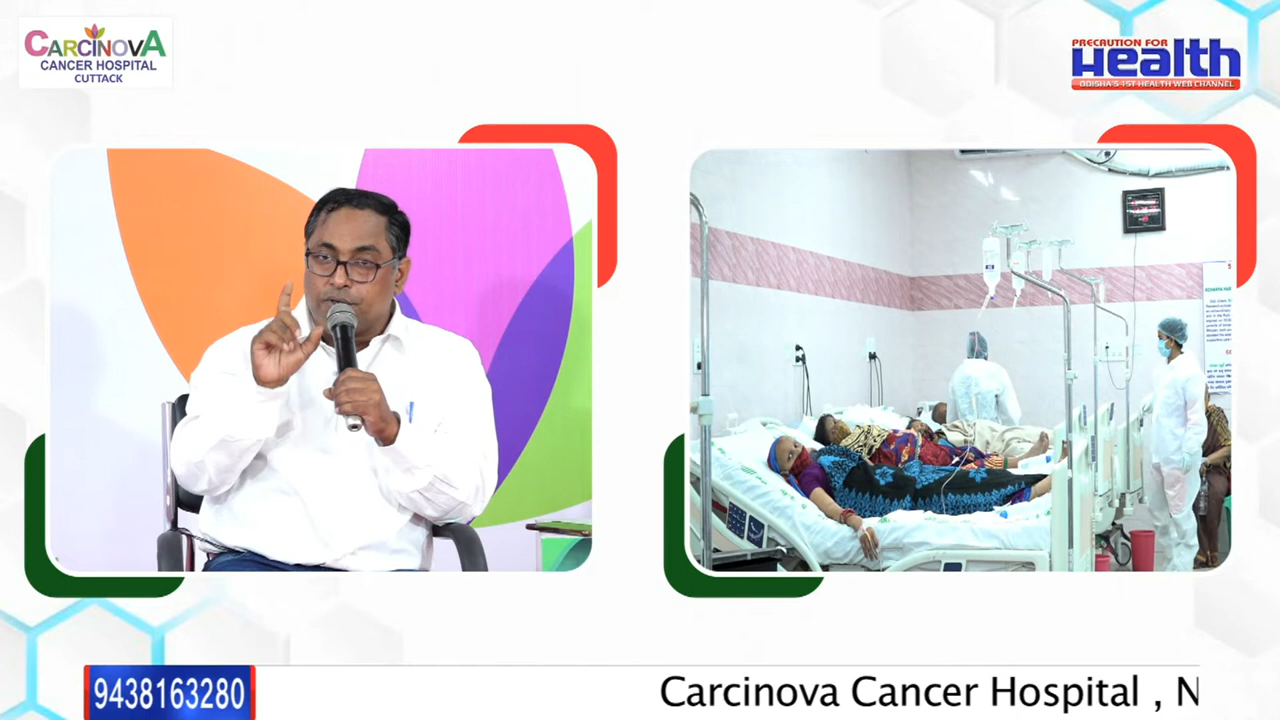 CARCINOVA
CANCER HOSPITAL
CUTTACK
PRECAUTION FOR
Health
ODISHA'S 1ST HEALTH WEB CHANNEL
9438163280
Carcinova Cancer Hospital , N